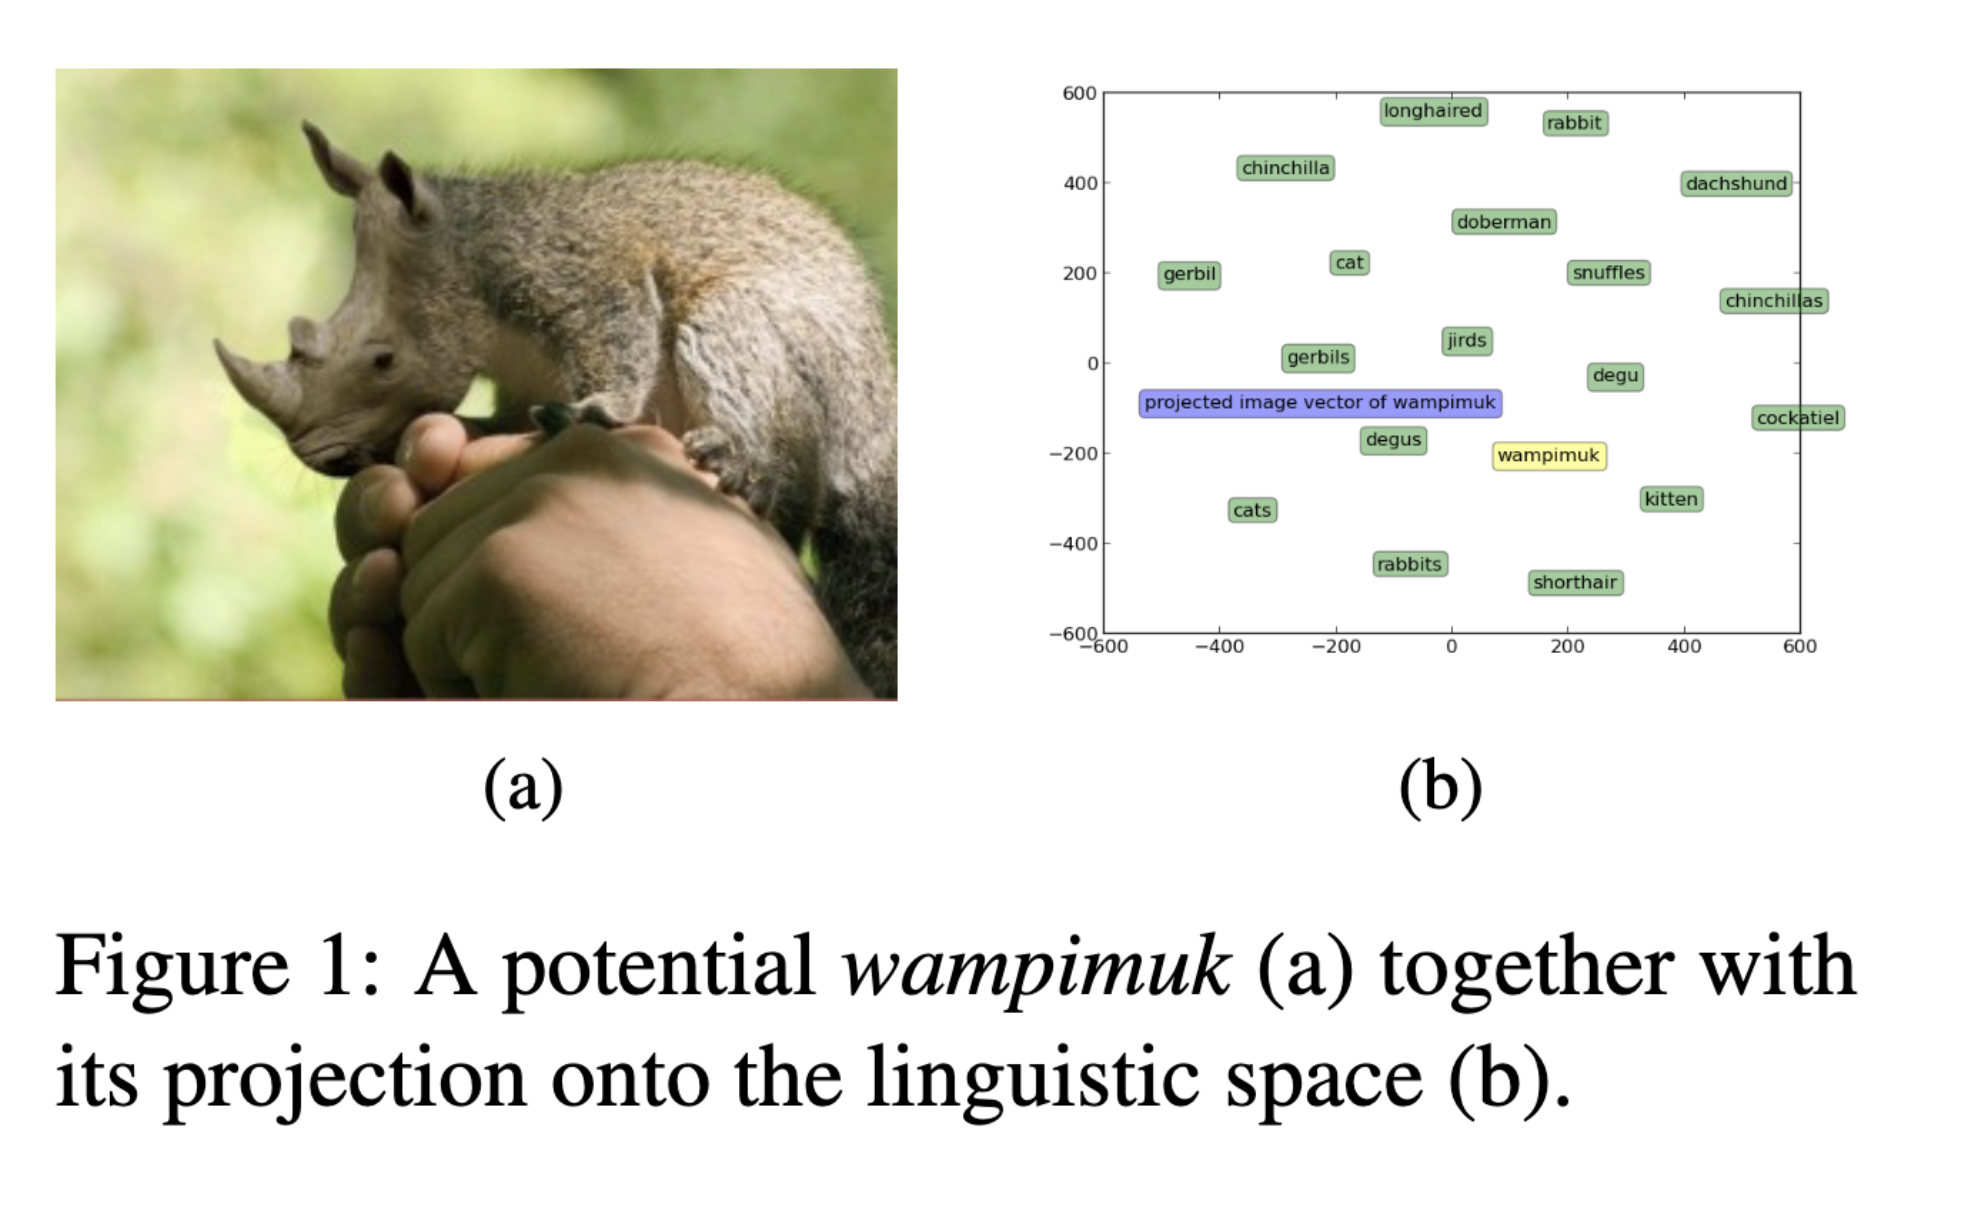 600
longhaired
rabbit
chinchilla
400
dachshund
doberman
cat
snuffles
200
gerbil
chinchillas
jirds
gerbils
0
degu
projected image vector of wampimuk
cockatiel
degus
−200
wampimuk
kitten
cats
−400
rabbits
shorthair
−600
−600 −400 −200 0 200 400 600
(a) (b)
Figure 1: A potential wampimuk (a) together with
its projection onto the linguistic space (b).